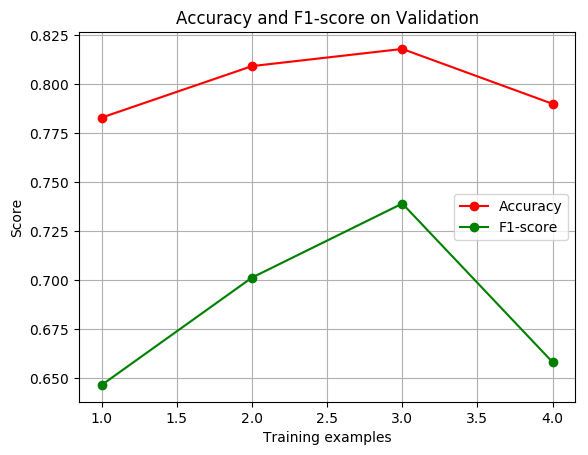 Accuracy and F1-score on Validation
0.825
0.800
0.775
0.750
0.725
0.700
0.675
0.650
Score
Accuracy
F1-score
1.0 1.5 2.0 2.5 3.0 3.5 4.0
Training examples